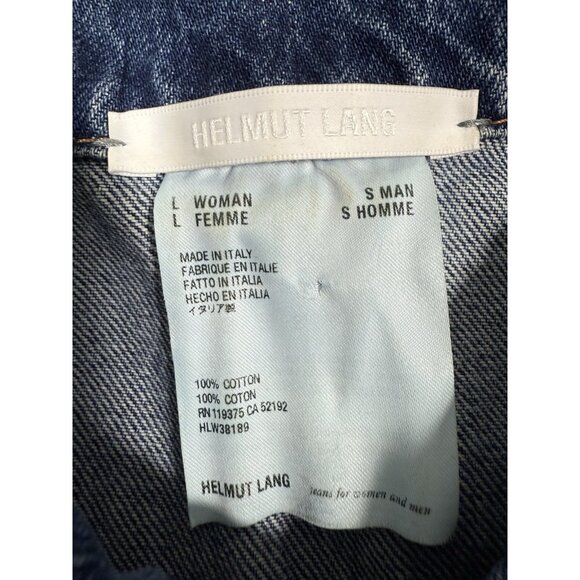 HELMUT LANG
L WOMAN S MAN
L FEMME S HOMME
MADE IN ITALY
FABRIQUE EN ITALIE
FATTO IN ITALIA
HECHO EN ITALIA
イタリア製
100% COTTON
100% COTON
RN 119375 CA 52192
HLW38189
HELMUT LANG jeans for women and men